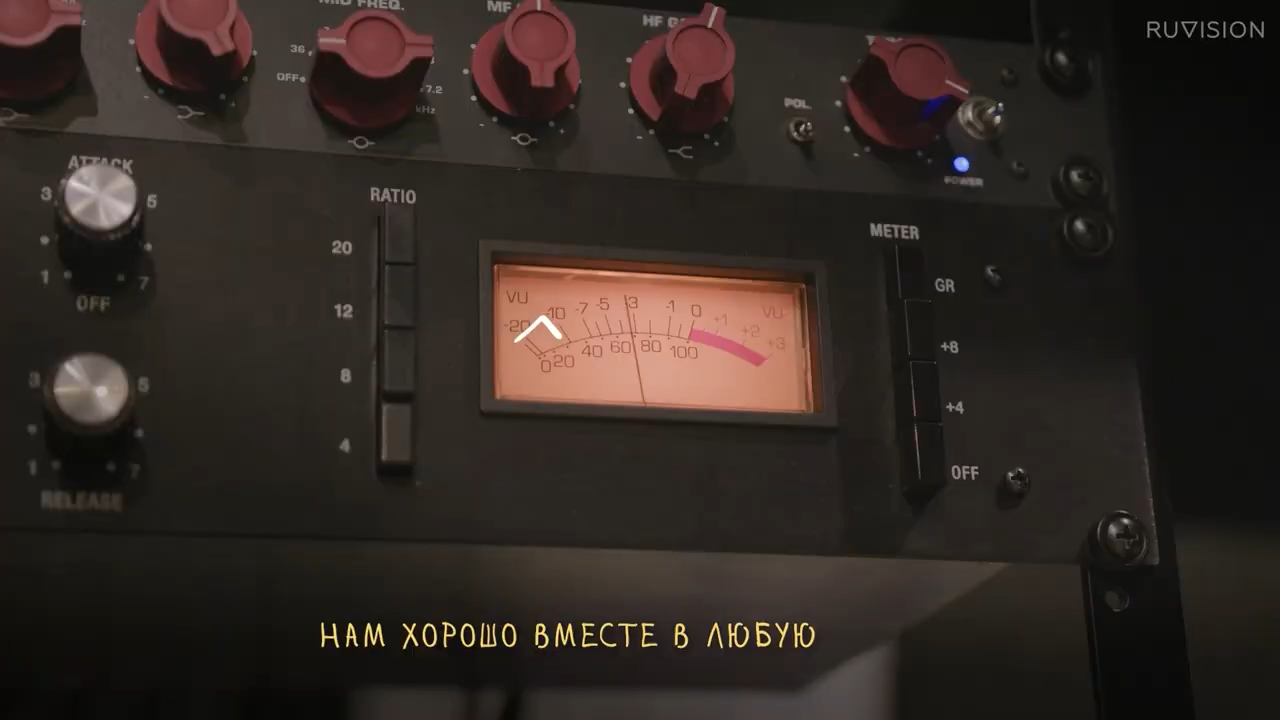 RUVISION
MID FREQ.
MF
HF G
36
OFF
7.2
kHz
POL.
POWER
ATTACK
3 5
1 7
OFF
RATIO
20
12
8
4
METER
GR
+8
+4
OFF
VU VU
-20 -10 -7 -5 -3 -1 0 +1 +2 +3
0 20 40 60 80 100
3 5
1 7
RELEASE
НАМ ХОРОШО ВМЕСТЕ В ЛЮБУЮ